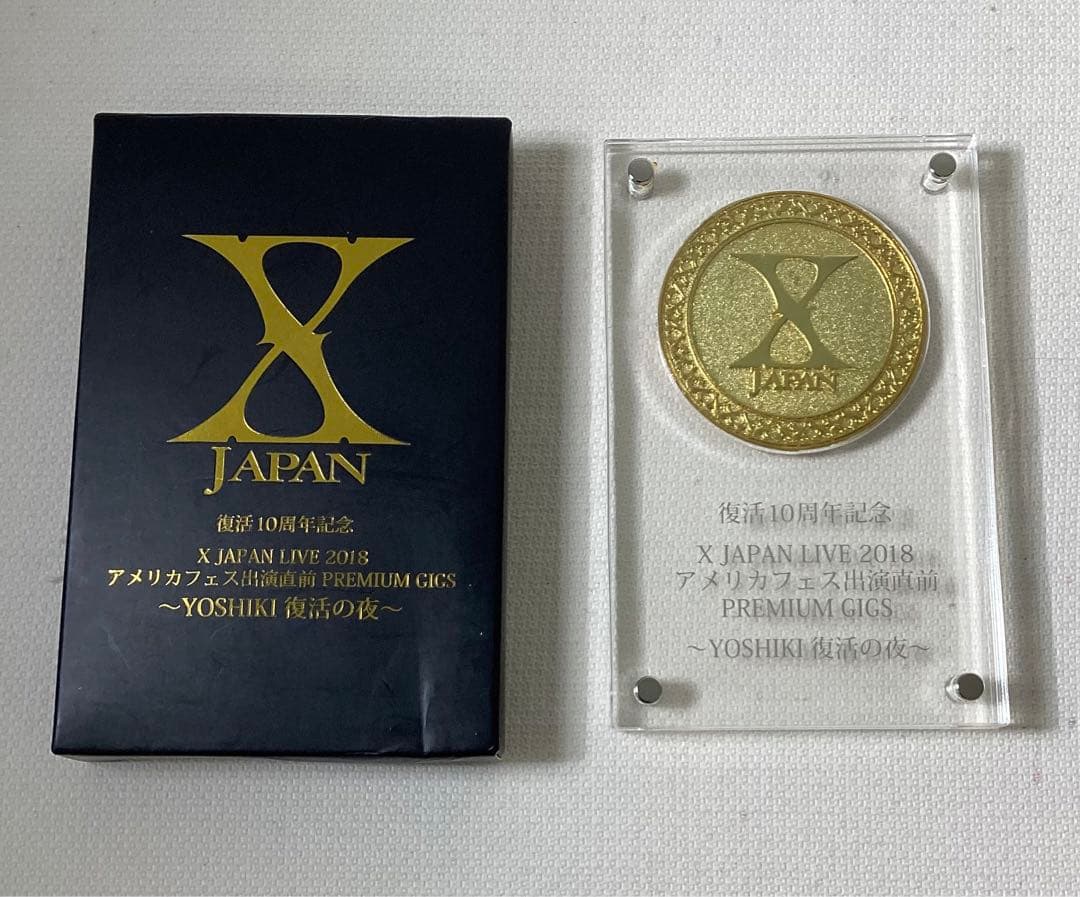 X
JAPAN
復活10周年記念
X JAPAN LIVE 2018
アメリカフェス出演直前 PREMIUM GIGS
～YOSHIKI 復活の夜～
X
JAPAN
復活10周年記念
X JAPAN LIVE 2018
アメリカフェス出演直前
PREMIUM GIGS
～YOSHIKI 復活の夜～